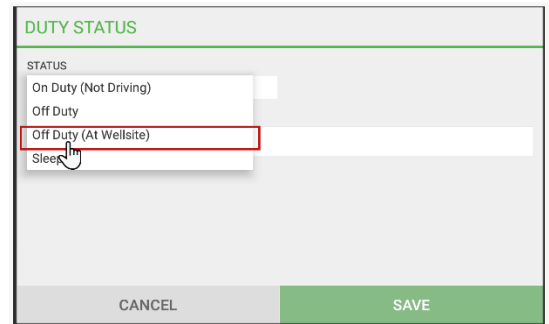 DUTY STATUS
STATUS
On Duty (Not Driving)
Off Duty
Off Duty (At Wellsite)
CANCEL
SAVE